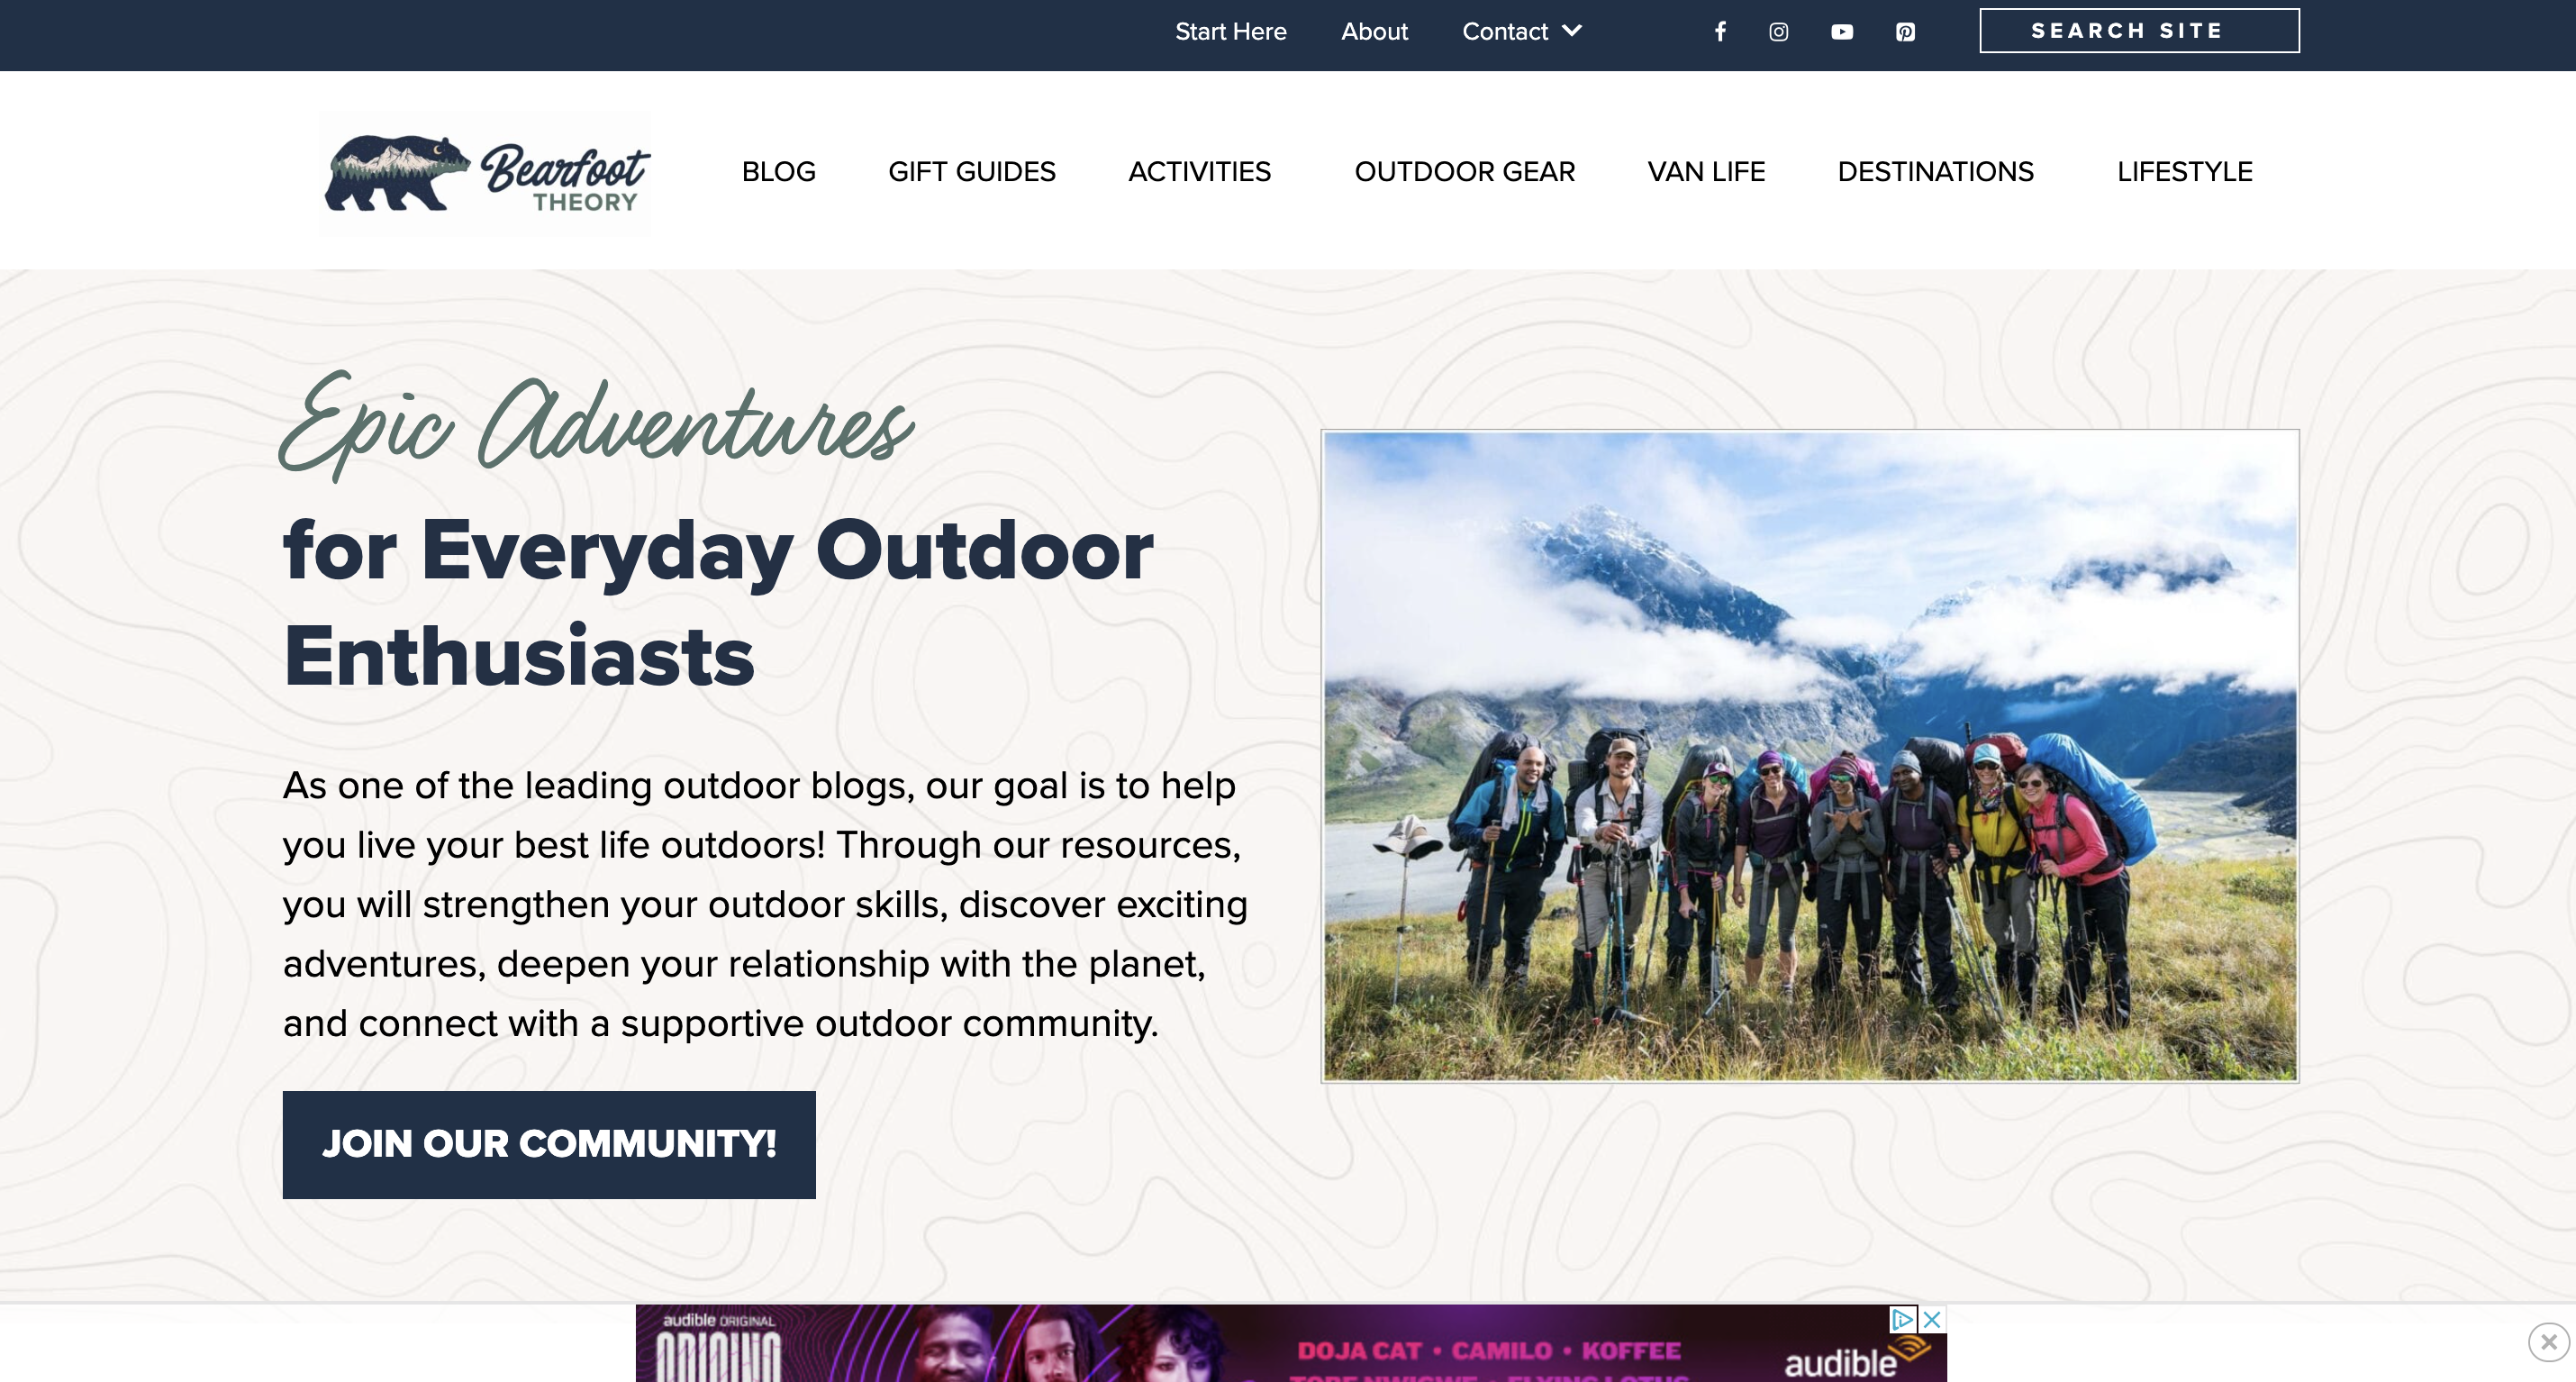 Start Here About Contact SEARCH SITE
Bearfoot
THEORY
BLOG GIFT GUIDES ACTIVITIES OUTDOOR GEAR VAN LIFE DESTINATIONS LIFESTYLE
Epic Adventures
for Everyday Outdoor
Enthusiasts
As one of the leading outdoor blogs, our goal is to help
you live your best life outdoors! Through our resources,
you will strengthen your outdoor skills, discover exciting
adventures, deepen your relationship with the planet,
and connect with a supportive outdoor community.
JOIN OUR COMMUNITY!
audible ORIGINAL
DOJA CAT • CAMILO • KOFFEE
audible